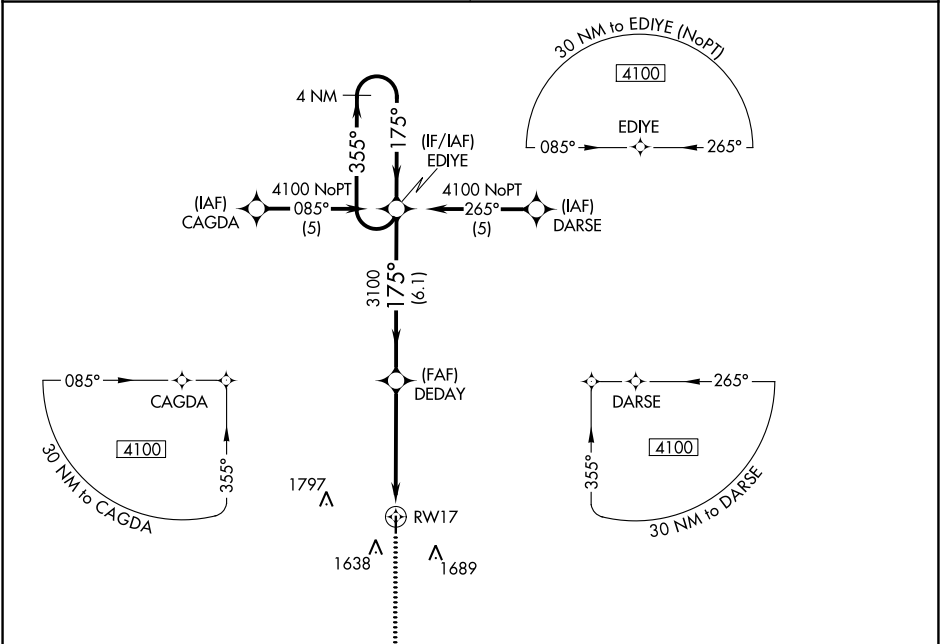 30 NM to EDIYE (NoPT)
4100
EDIYE
085°
265°
4 NM
355°
175°
(IF/IAF)
EDIYE
4100 NoPT
085°
(5)
(IAF)
CAGDA
4100 NoPT
265°
(5)
(IAF)
DARSE
3100
175°
(6.1)
(FAF)
DEDAY
085°
CAGDA
4100
355°
30 NM to CAGDA
265°
DARSE
4100
355°
30 NM to DARSE
1797
RW17
1638
1689